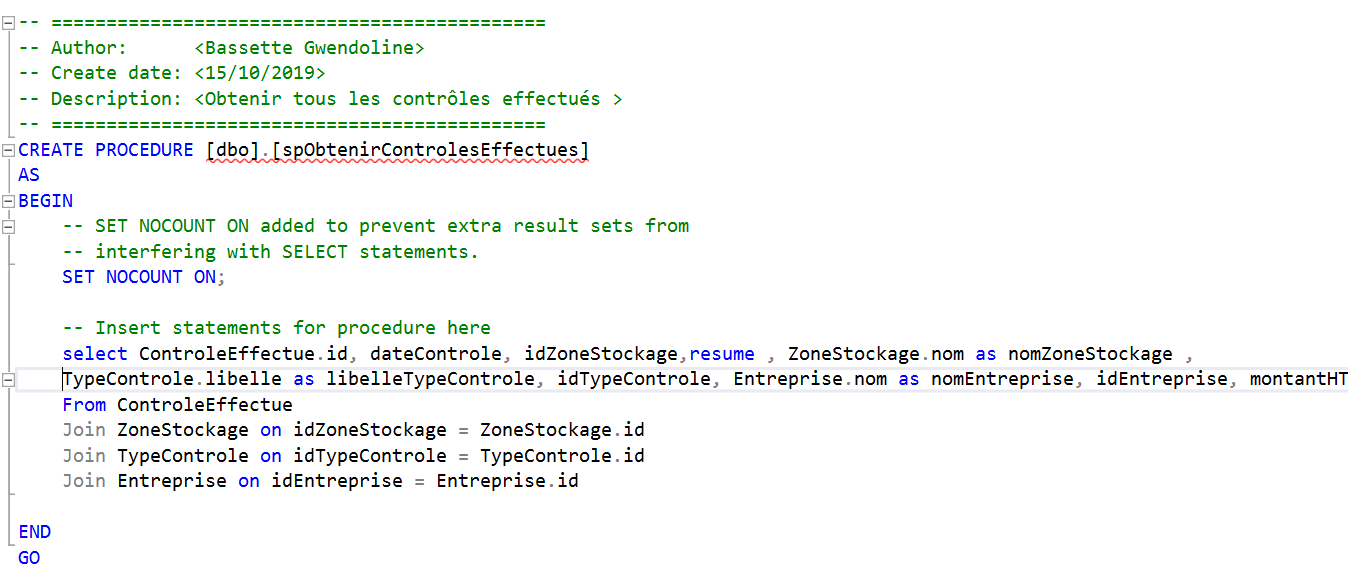 -- =============================================
-- Author:      <Bassette Gwendoline>
-- Create date: <15/10/2019>
-- Description: <Obtenir tous les contrôles effectués >
-- =============================================
CREATE PROCEDURE [dbo].[spObtenirControlesEffectues]
AS
BEGIN
    -- SET NOCOUNT ON added to prevent extra result sets from
    -- interfering with SELECT statements.
    SET NOCOUNT ON;

    -- Insert statements for procedure here
    select ControleEffectue.id, dateControle, idZoneStockage,resume , ZoneStockage.nom as nomZoneStockage ,
    TypeControle.libelle as libelleTypeControle, idTypeControle, Entreprise.nom as nomEntreprise, idEntreprise, montantHT
    From ControleEffectue
    Join ZoneStockage on idZoneStockage = ZoneStockage.id
    Join TypeControle on idTypeControle = TypeControle.id
    Join Entreprise on idEntreprise = Entreprise.id

END
GO